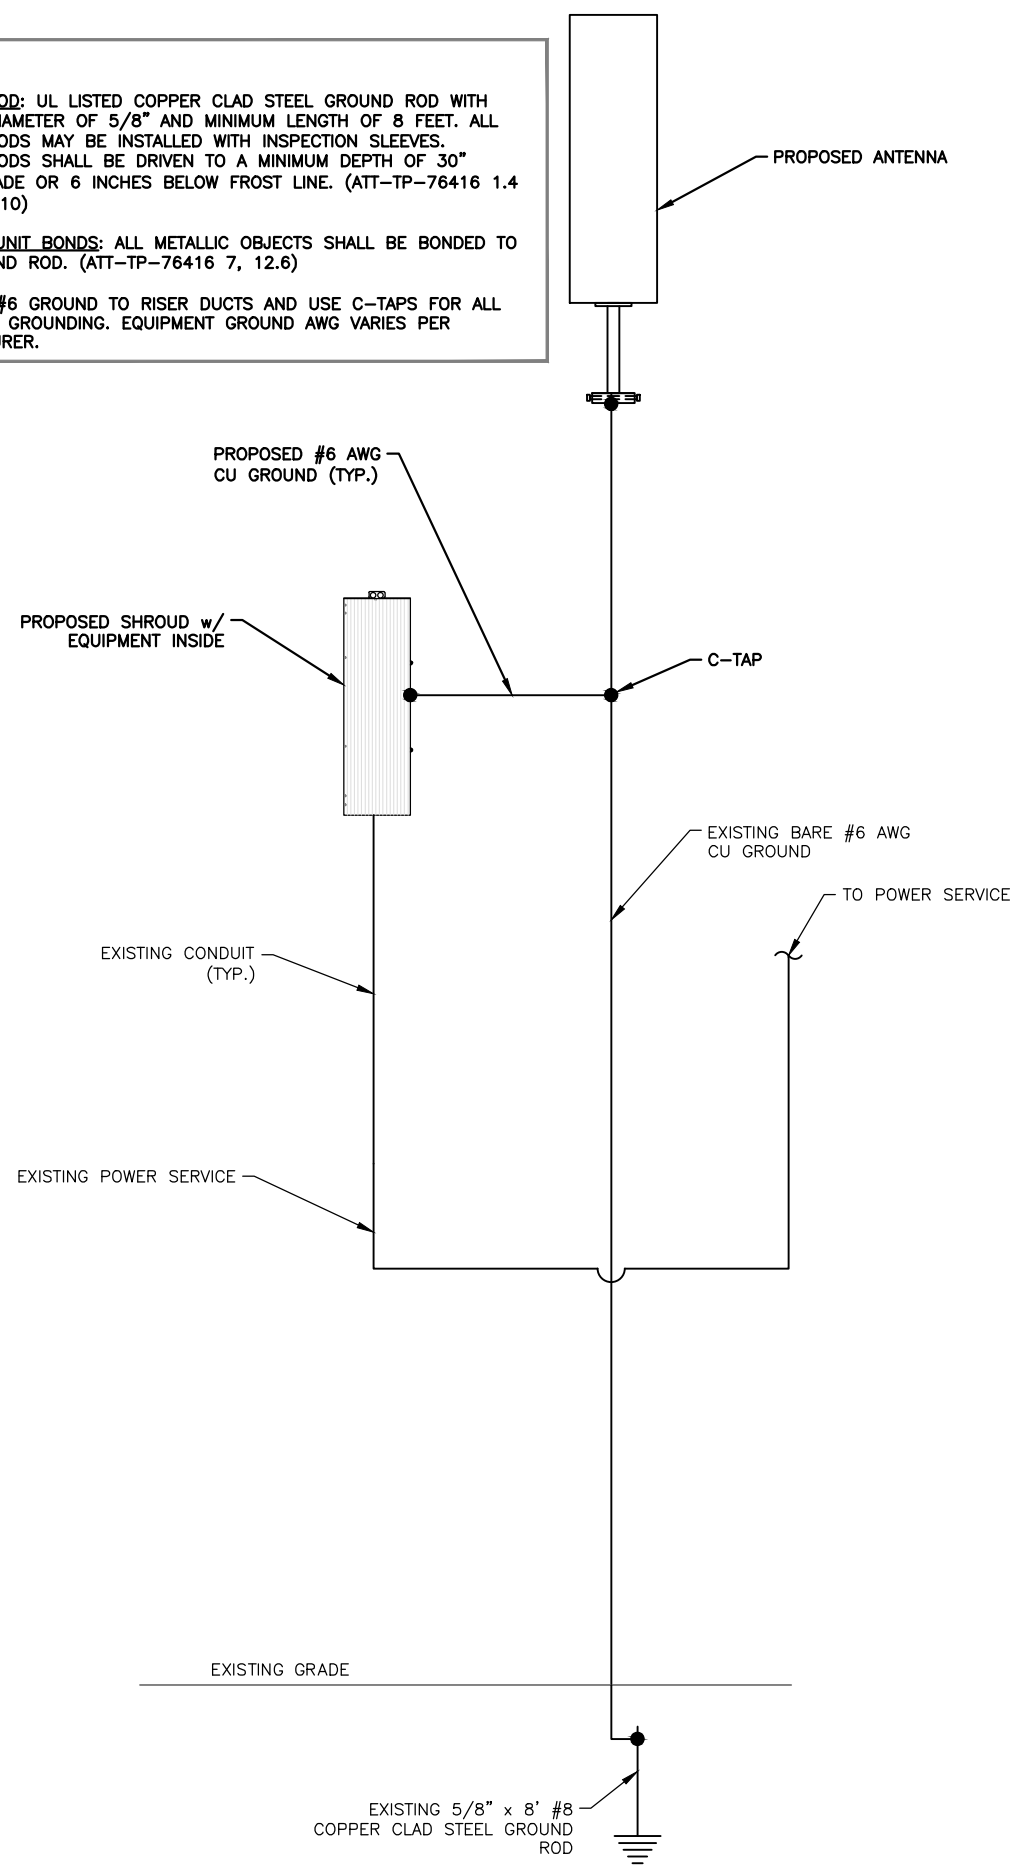 OD: UL LISTED COPPER CLAD STEEL GROUND ROD WITH
AMETER OF 5/8" AND MINIMUM LENGTH OF 8 FEET. ALL
ODS MAY BE INSTALLED WITH INSPECTION SLEEVES.
ODS SHALL BE DRIVEN TO A MINIMUM DEPTH OF 30"
ADE OR 6 INCHES BELOW FROST LINE. (ATT-TP-76416 1.4
10)
UNIT BONDS: ALL METALLIC OBJECTS SHALL BE BONDED TO
ND ROD. (ATT-TP-76416 7, 12.6)
#6 GROUND TO RISER DUCTS AND USE C-TAPS FOR ALL
GROUNDING. EQUIPMENT GROUND AWG VARIES PER
URER.
PROPOSED ANTENNA
PROPOSED #6 AWG
CU GROUND (TYP.)
PROPOSED SHROUD w/
EQUIPMENT INSIDE
C-TAP
EXISTING BARE #6 AWG
CU GROUND
TO POWER SERVICE
EXISTING CONDUIT
(TYP.)
EXISTING POWER SERVICE
EXISTING GRADE
EXISTING 5/8" x 8' #8
COPPER CLAD STEEL GROUND
ROD